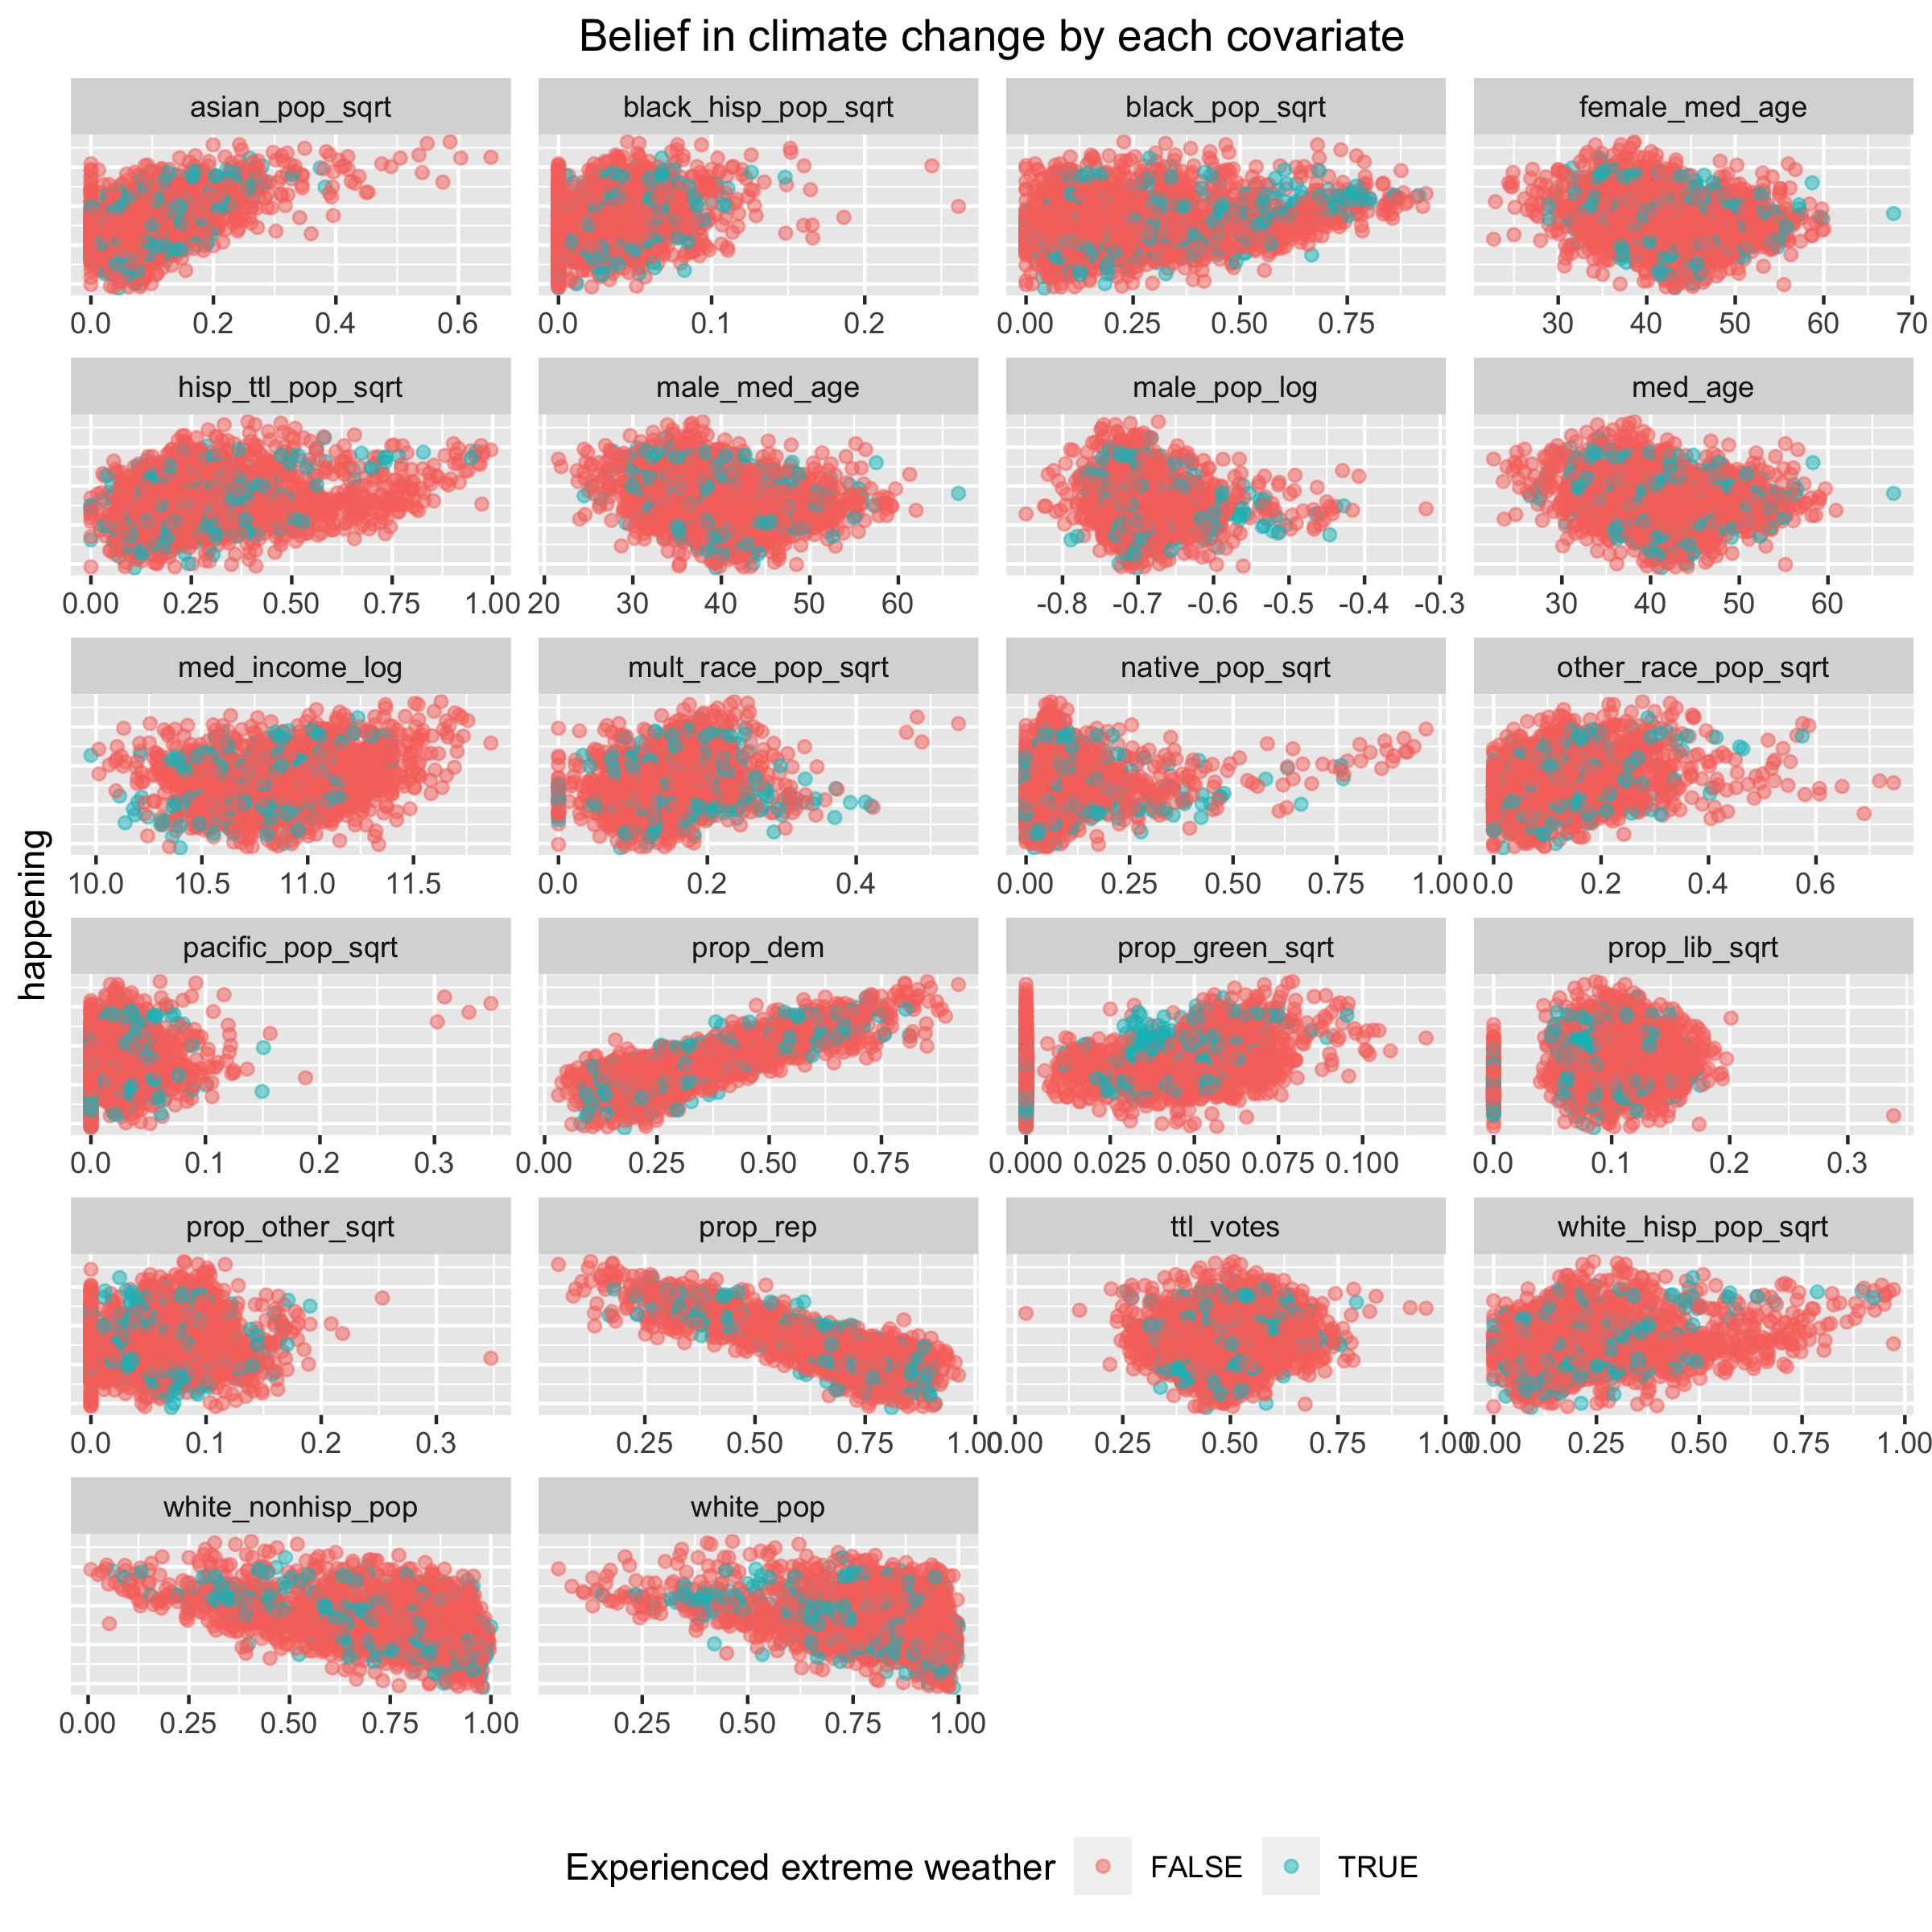 Belief in climate change by each covariate
asian_pop_sqrt black_hisp_pop_sqrt black_pop_sqrt female_med_age
0.0 0.2 0.4 0.6 0.0 0.1 0.2 0.00 0.25 0.50 0.75 30 40 50 60 70
hisp_ttl_pop_sqrt male_med_age male_pop_log med_age
0.00 0.25 0.50 0.75 1.00 20 30 40 50 60 -0.8 -0.7 -0.6 -0.5 -0.4 -0.3 30 40 50 60
med_income_log mult_race_pop_sqrt native_pop_sqrt other_race_pop_sqrt
10.0 10.5 11.0 11.5 0.0 0.2 0.4 0.00 0.25 0.50 0.75 1.00 0.0 0.2 0.4 0.6
happening
pacific_pop_sqrt prop_dem prop_green_sqrt prop_lib_sqrt
0.0 0.1 0.2 0.3 0.00 0.25 0.50 0.75 0.000 0.025 0.050 0.075 0.100 0.0 0.1 0.2 0.3
prop_other_sqrt prop_rep ttl_votes white_hisp_pop_sqrt
0.0 0.1 0.2 0.3 0.25 0.50 0.75 1.00 0.00 0.25 0.50 0.75 1.00 0.00 0.25 0.50 0.75 1.00
white_nonhisp_pop white_pop
0.00 0.25 0.50 0.75 1.00 0.25 0.50 0.75 1.00
Experienced extreme weather FALSE TRUE